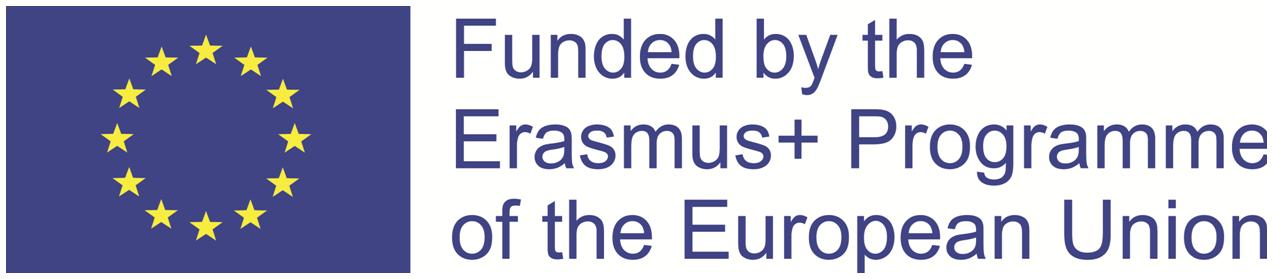 Funded by the
Erasmus+ Programme
of the European Union